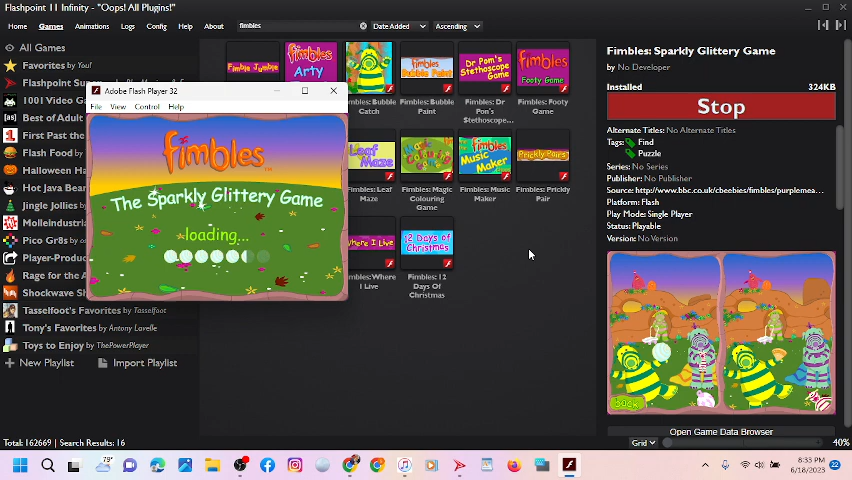 Flashpoint 11 Infinity - "Oops! All Plugins!"
Home Games Animations Logs Config Help About fimbles Date Added Ascending
All Games
Favorites by You!
Flashpoint Supe
1001 Video G
Best of Adult
First Past the
Flash Food
Halloween Ha
Hot Java Bear
Jingle Jollies
Molleindustri
Pico Gr8s
Player-Produc
Rage for the A
Shockwave S
Tasselfoot's Favorites by Tasselfoot
Tony's Favorites by Antony Lavelle
Toys to Enjoy by ThePowerPlayer
New Playlist Import Playlist
Fimble Jumble
fimbles
Arty
fimbles
Bubble Paint
Dr Pom's
Stethoscope
Game
Fimbles
Footy Game
Fimbles: Bubble
Catch
Fimbles: Bubble
Paint
Fimbles: Dr
Pom's
Stethoscope...
Fimbles: Footy
Game
Adobe Flash Player 32
File View Control Help
fimbles
The Sparkly Glittery Game
loading...
Leaf
Maze
Magic
Colouring
Game
fimbles
Music
Maker
Prickly Pairs
Fimbles: Leaf
Maze
Fimbles: Magic
Colouring
Game
Fimbles: Music
Maker
Fimbles: Prickly
Pair
Where I Live
12 Days of
Christmas
Fimbles: Where
I Live
Fimbles: 12
Days Of
Christmas
Fimbles: Sparkly Glittery Game
by No Developer
Installed 324KB
Stop
Alternate Titles: No Alternate Titles
Tags: Find
Puzzle
Series: No Series
Publisher: No Publisher
Source: http://www.bbc.co.uk/cbeebies/fimbles/purplemea...
Platform: Flash
Play Mode: Single Player
Status: Playable
Version: No Version
back
Open Game Data Browser
Total: 162669 | Search Results: 16
Grid 40%
79°
8:33 PM
6/18/2023
22